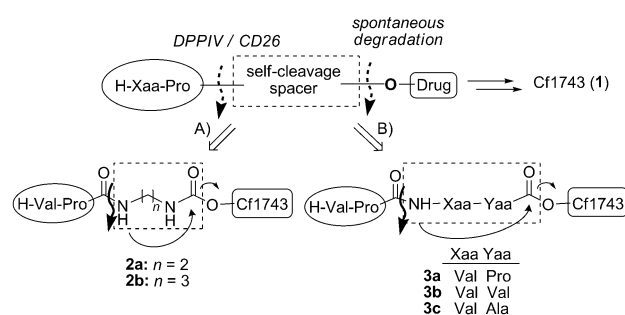 DPPIV / CD26
spontaneous
degradation
H-Xaa-Pro
self-cleavage
spacer
O
Drug
Cf1743 (1)
A)
B)
H-Val-Pro
O
N
H
n
N
H
O
O
Cf1743
2a: n = 2
2b: n = 3
H-Val-Pro
O
NH-Xaa-Yaa
O
O
Cf1743
Xaa Yaa
3a Val Pro
3b Val Val
3c Val Ala